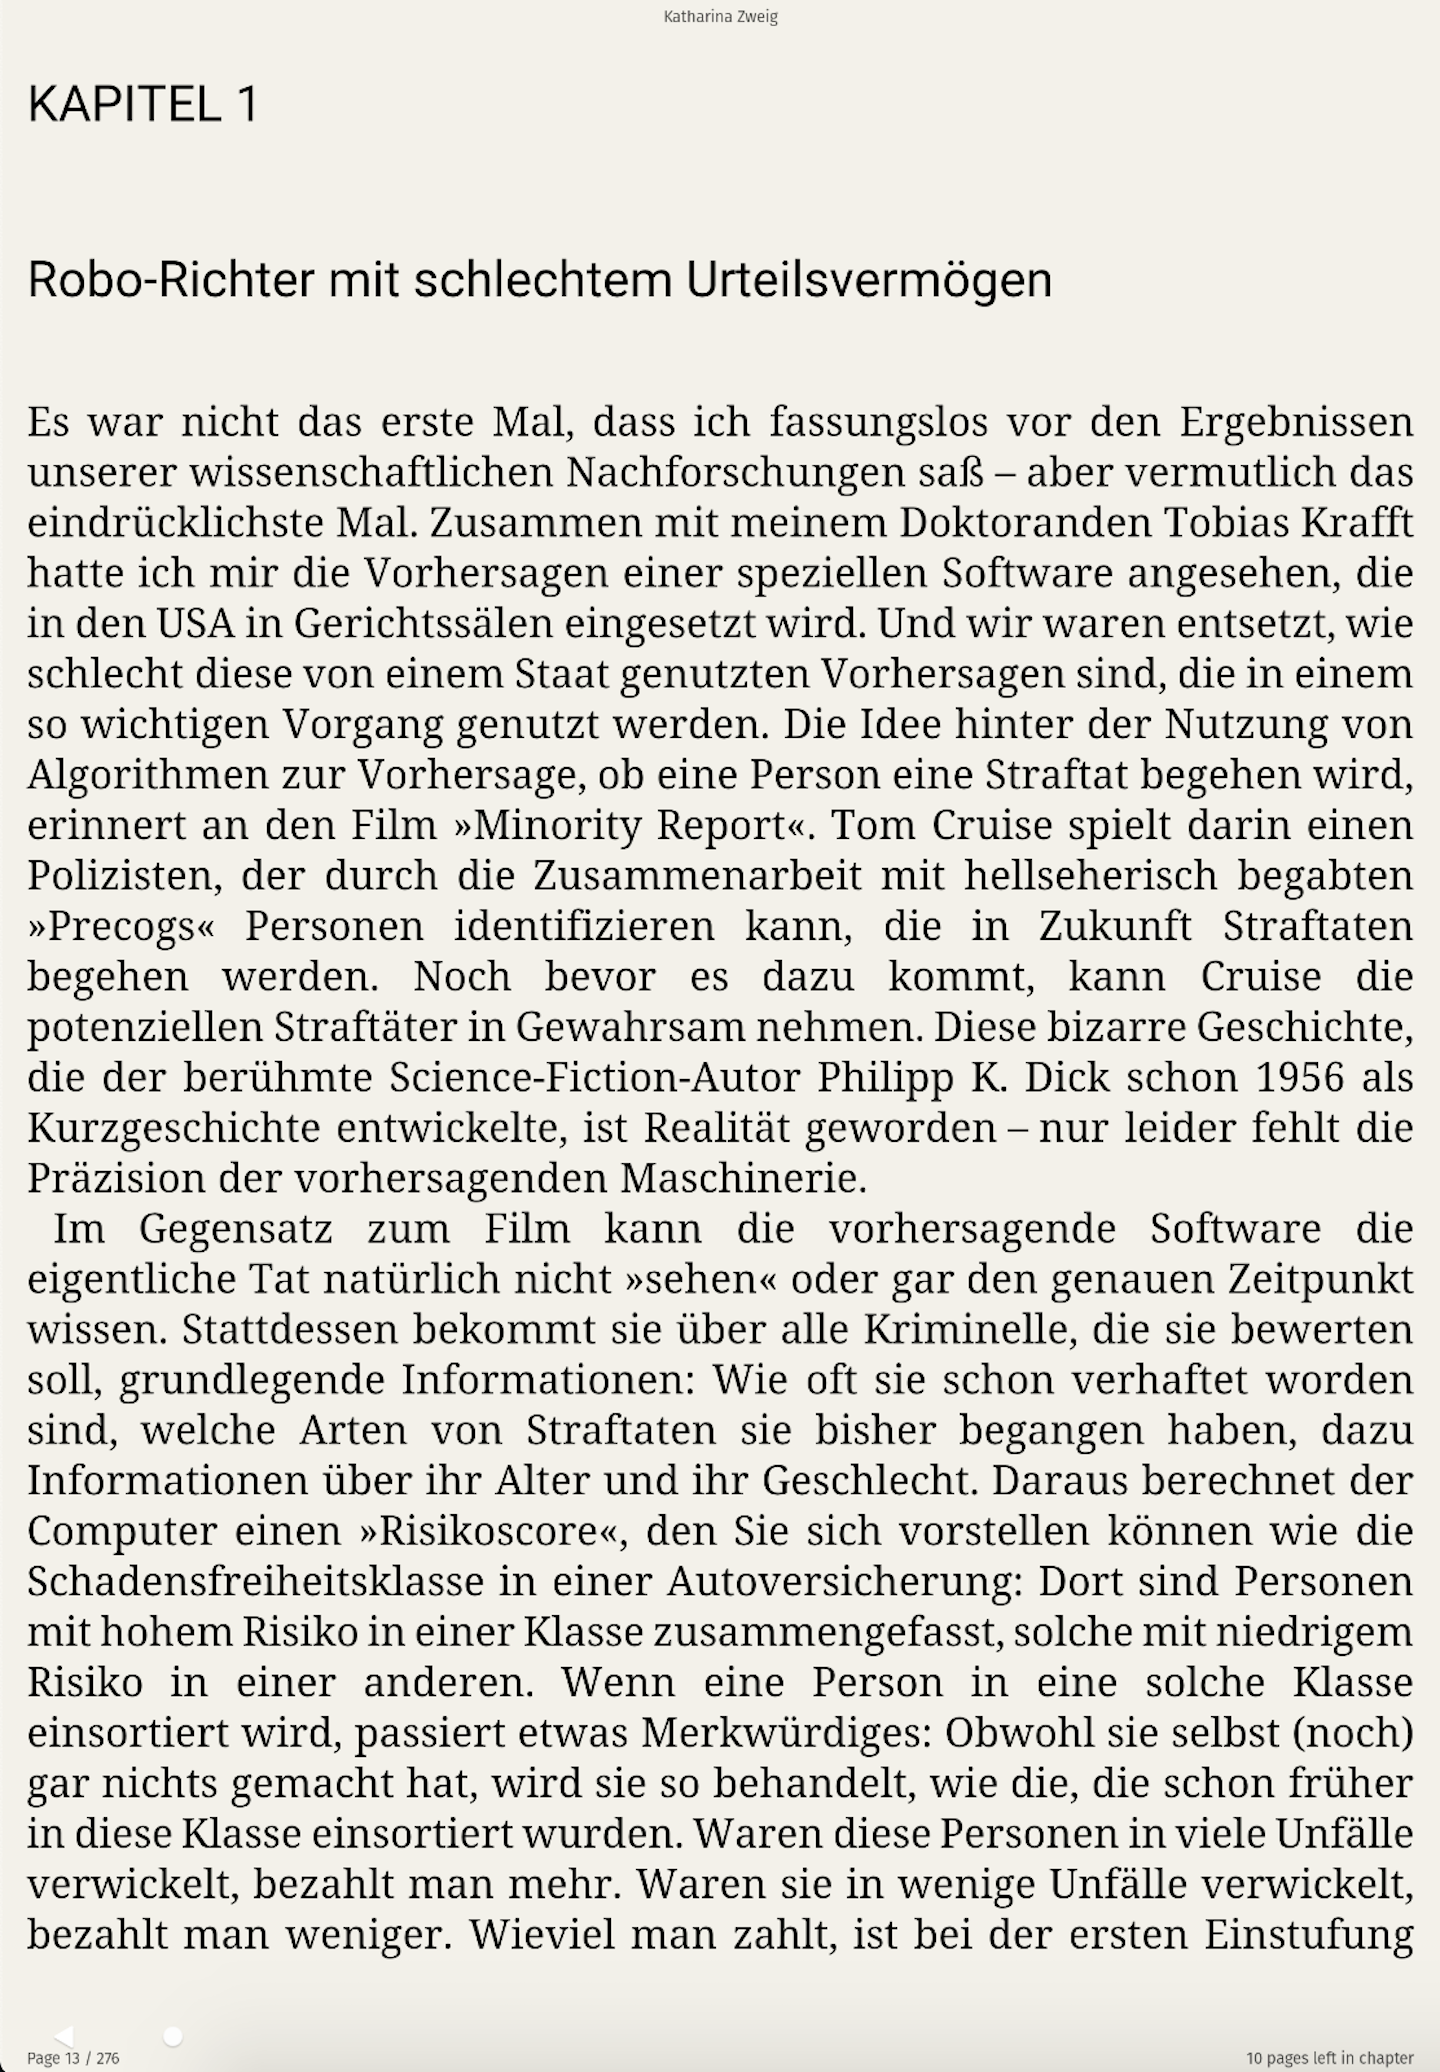 Katharina Zweig
KAPITEL 1
Robo-Richter mit schlechtem Urteilsvermögen
Es war nicht das erste Mal, dass ich fassungslos vor den Ergebnissen
unserer wissenschaftlichen Nachforschungen saß – aber vermutlich das
eindrücklichste Mal. Zusammen mit meinem Doktoranden Tobias Krafft
hatte ich mir die Vorhersagen einer speziellen Software angesehen, die
in den USA in Gerichtssälen eingesetzt wird. Und wir waren entsetzt, wie
schlecht diese von einem Staat genutzten Vorhersagen sind, die in einem
so wichtigen Vorgang genutzt werden. Die Idee hinter der Nutzung von
Algorithmen zur Vorhersage, ob eine Person eine Straftat begehen wird,
erinnert an den Film »Minority Report«. Tom Cruise spielt darin einen
Polizisten, der durch die Zusammenarbeit mit hellseherisch begabten
»Precogs« Personen identifizieren kann, die in Zukunft Straftaten
begehen werden. Noch bevor es dazu kommt, kann Cruise die
potenziellen Straftäter in Gewahrsam nehmen. Diese bizarre Geschichte,
die der berühmte Science-Fiction-Autor Philipp K. Dick schon 1956 als
Kurzgeschichte entwickelte, ist Realität geworden – nur leider fehlt die
Präzision der vorhersagenden Maschinerie.
Im Gegensatz zum Film kann die vorhersagende Software die
eigentliche Tat natürlich nicht »sehen« oder gar den genauen Zeitpunkt
wissen. Stattdessen bekommt sie über alle Kriminelle, die sie bewerten
soll, grundlegende Informationen: Wie oft sie schon verhaftet worden
sind, welche Arten von Straftaten sie bisher begangen haben, dazu
Informationen über ihr Alter und ihr Geschlecht. Daraus berechnet der
Computer einen »Risikoscore«, den Sie sich vorstellen können wie die
Schadensfreiheitsklasse in einer Autoversicherung: Dort sind Personen
mit hohem Risiko in einer Klasse zusammengefasst, solche mit niedrigem
Risiko in einer anderen. Wenn eine Person in eine solche Klasse
einsortiert wird, passiert etwas Merkwürdiges: Obwohl sie selbst (noch)
gar nichts gemacht hat, wird sie so behandelt, wie die, die schon früher
in diese Klasse einsortiert wurden. Waren diese Personen in viele Unfälle
verwickelt, bezahlt man mehr. Waren sie in wenige Unfälle verwickelt,
bezahlt man weniger. Wieviel man zahlt, ist bei der ersten Einstufung
Page 13 / 276
10 pages left in chapter